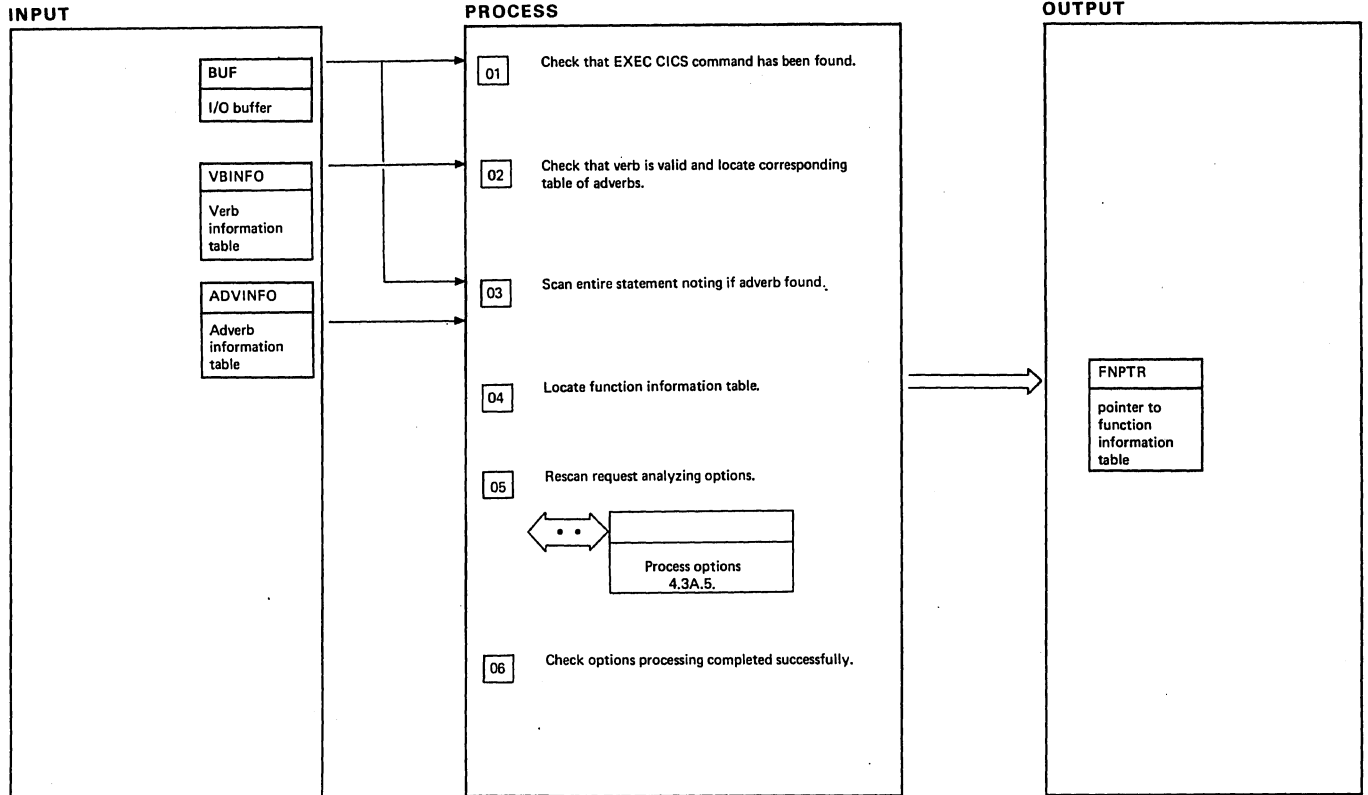 INPUT
PROCESS
OUTPUT
BUF
I/O buffer
VBINFO
Verb
information
table
ADVINFO
Adverb
information
table
01
Check that EXEC CICS command has been found.
02
Check that verb is valid and locate corresponding
table of adverbs.
03
Scan entire statement noting if adverb found.
04
Locate function information table.
05
Rescan request analyzing options.
Process options
4.3A.5.
06
Check options processing completed successfully.
FNPTR
pointer to
function
information
table